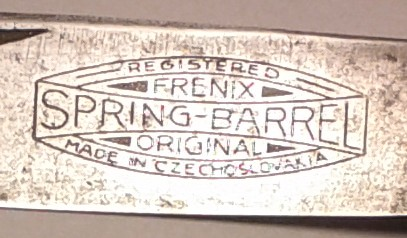 REGISTERED
FRENIX
SPRING-BARREL
ORIGINAL
MADE IN CZECHOSLOVAKIA